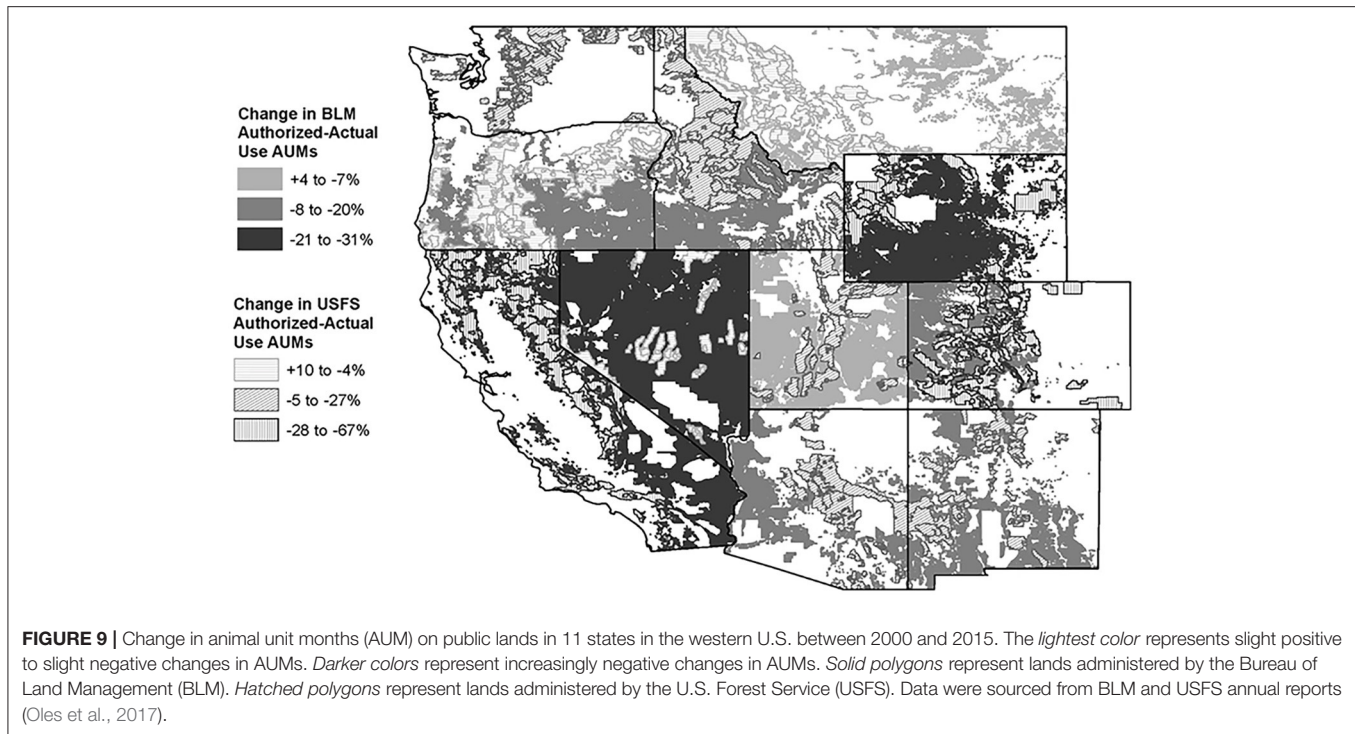 Change in BLM
Authorized-Actual
Use AUMs
+4 to -7%
-8 to -20%
-21 to -31%
Change in USFS
Authorized-Actual
Use AUMs
+10 to -4%
-5 to -27%
-28 to -67%
FIGURE 9 | Change in animal unit months (AUM) on public lands in 11 states in the western U.S. between 2000 and 2015. The lightest color represents slight positive
to slight negative changes in AUMs. Darker colors represent increasingly negative changes in AUMs. Solid polygons represent lands administered by the Bureau of
Land Management (BLM). Hatched polygons represent lands administered by the U.S. Forest Service (USFS). Data were sourced from BLM and USFS annual reports
(Oles et al., 2017).